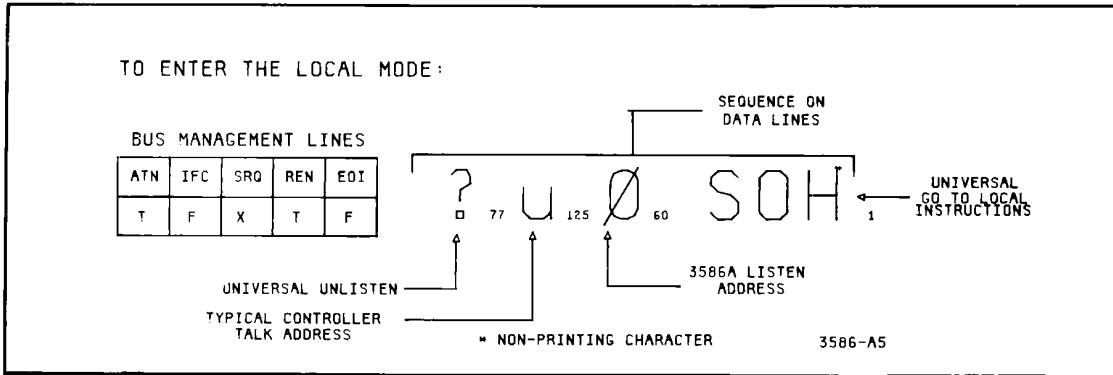 TO ENTER THE LOCAL MODE:
SEQUENCE ON
DATA LINES
BUS MANAGEMENT LINES
ATN IFC SRQ REN EOI
T F X T F
? 77 u 125 Ø 60 SOH* 1
UNIVERSAL
GO TO LOCAL
INSTRUCTIONS
UNIVERSAL UNLISTEN
3586A LISTEN
ADDRESS
TYPICAL CONTROLLER
TALK ADDRESS
* NON-PRINTING CHARACTER
3586-A5